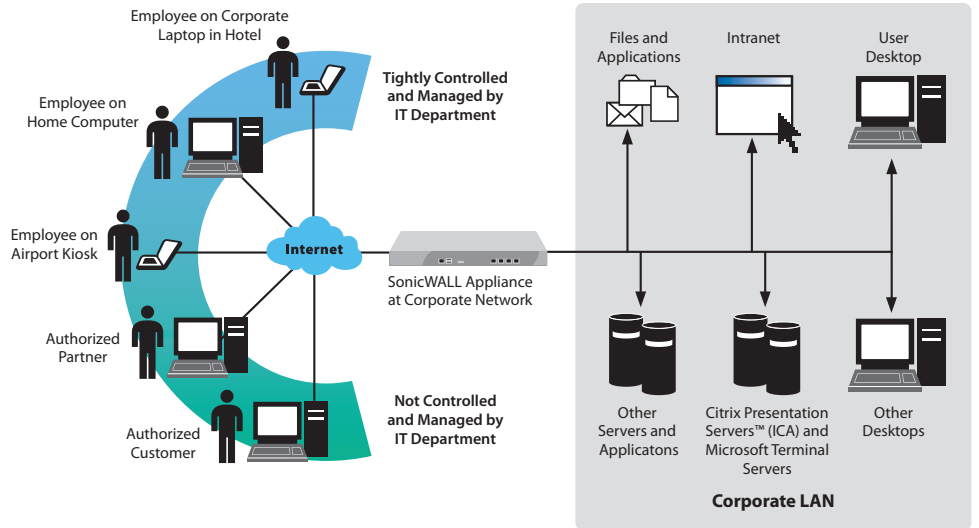 Employee on Corporate
Laptop in Hotel
Tightly Controlled
and Managed by
IT Department
Employee on
Home Computer
Employee on
Airport Kiosk
Internet
SonicWALL Appliance
at Corporate Network
Authorized
Partner
Authorized
Customer
Not Controlled
and Managed by
IT Department
Files and
Applications
Intranet
User
Desktop
Other
Servers and
Applicatons
Citrix Presentation
Servers™ (ICA) and
Microsoft Terminal
Servers
Other
Desktops
Corporate LAN